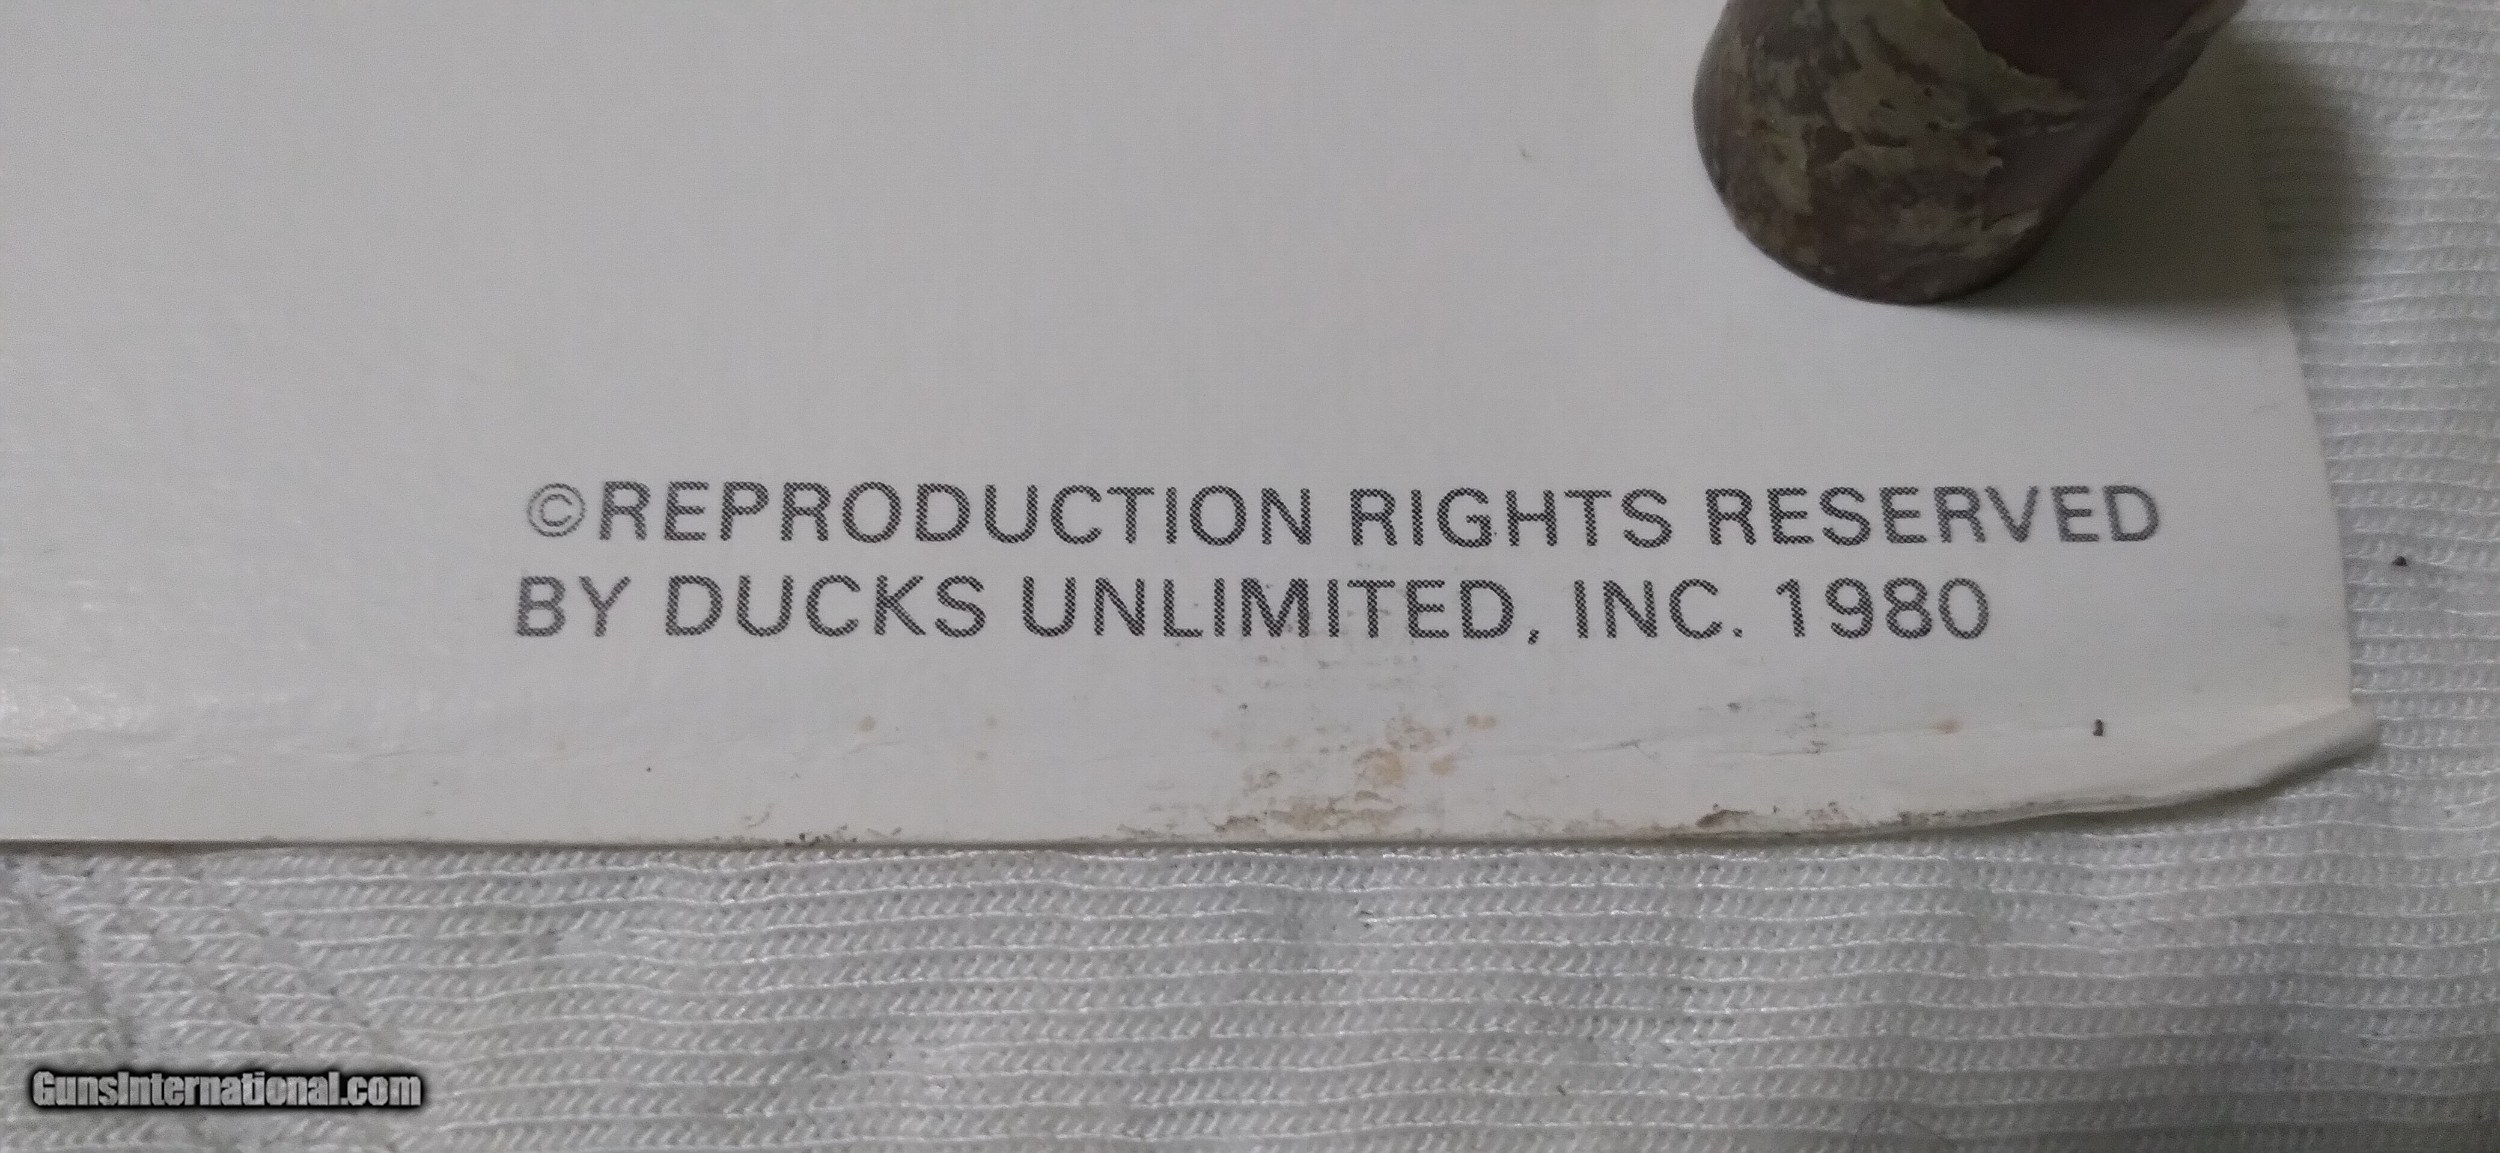 ©REPRODUCTION RIGHTS RESERVED
BY DUCKS UNLIMITED, INC. 1980
GunsInternational.com